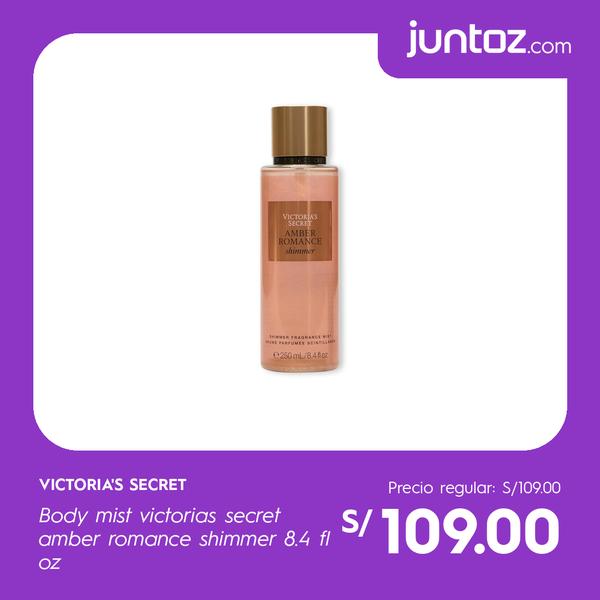 juntoz.com
VICTORIA'S
SECRET
AMBER
ROMANCE
shimmer
SHIMMER FRAGRANCE MIST
BRUME PARFUMÉE SCINTILLANTE
℮ 250 mL/8.4 fl oz
VICTORIA'S SECRET
Body mist victorias secret
amber romance shimmer 8.4 fl
oz
Precio regular: S/109.00
S/ 109.00